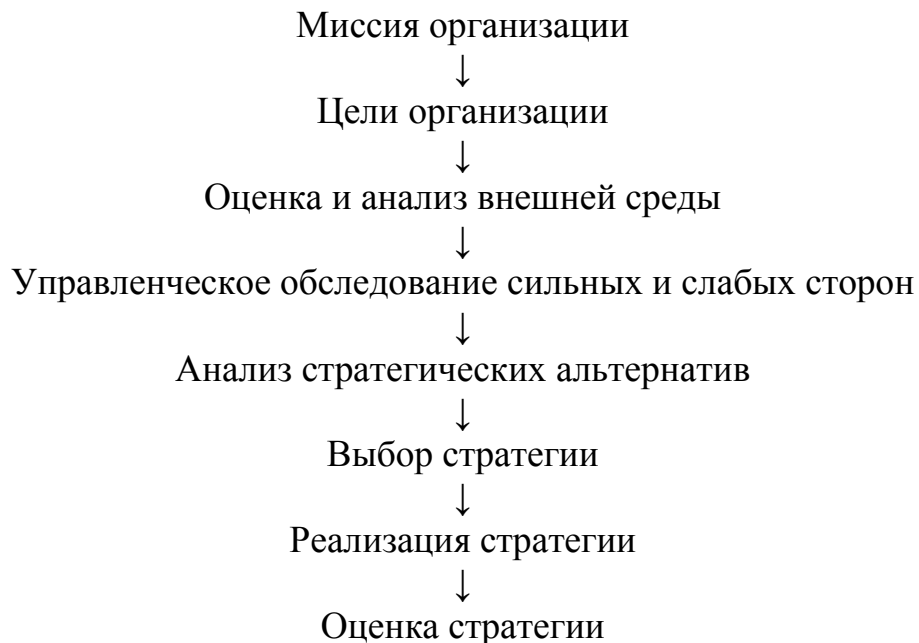 Миссия организации
↓
Цели организации
↓
Оценка и анализ внешней среды
↓
Управленческое обследование сильных и слабых сторон
↓
Анализ стратегических альтернатив
↓
Выбор стратегии
↓
Реализация стратегии
↓
Оценка стратегии